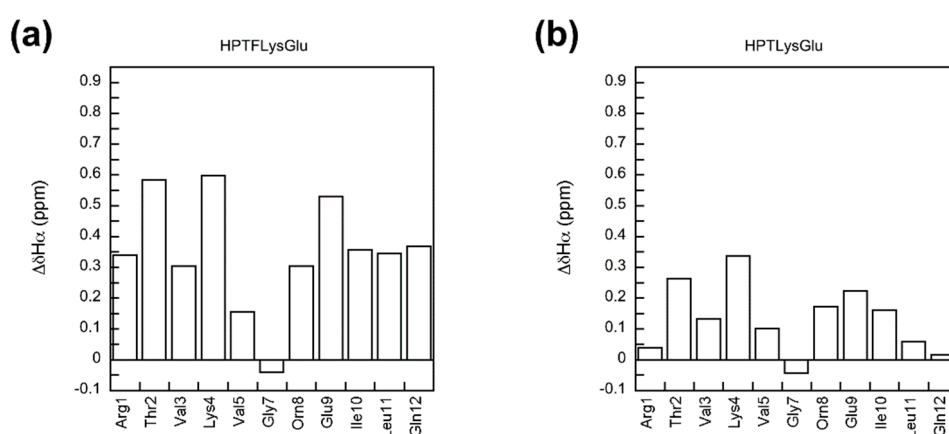 (a)
HPTFLysGlu
0.9
0.8
0.7
0.6
0.5
0.4
0.3
0.2
0.1
0
-0.1
ΔδHα (ppm)
Arg1
Thr2
Val3
Lys4
Val5
Gly7
Orn8
Glu9
Ile10
Leu11
Gln12
(b)
HPTLysGlu
0.9
0.8
0.7
0.6
0.5
0.4
0.3
0.2
0.1
0
-0.1
ΔδHα (ppm)
Arg1
Thr2
Val3
Lys4
Val5
Gly7
Orn8
Glu9
Ile10
Leu11
Gln12